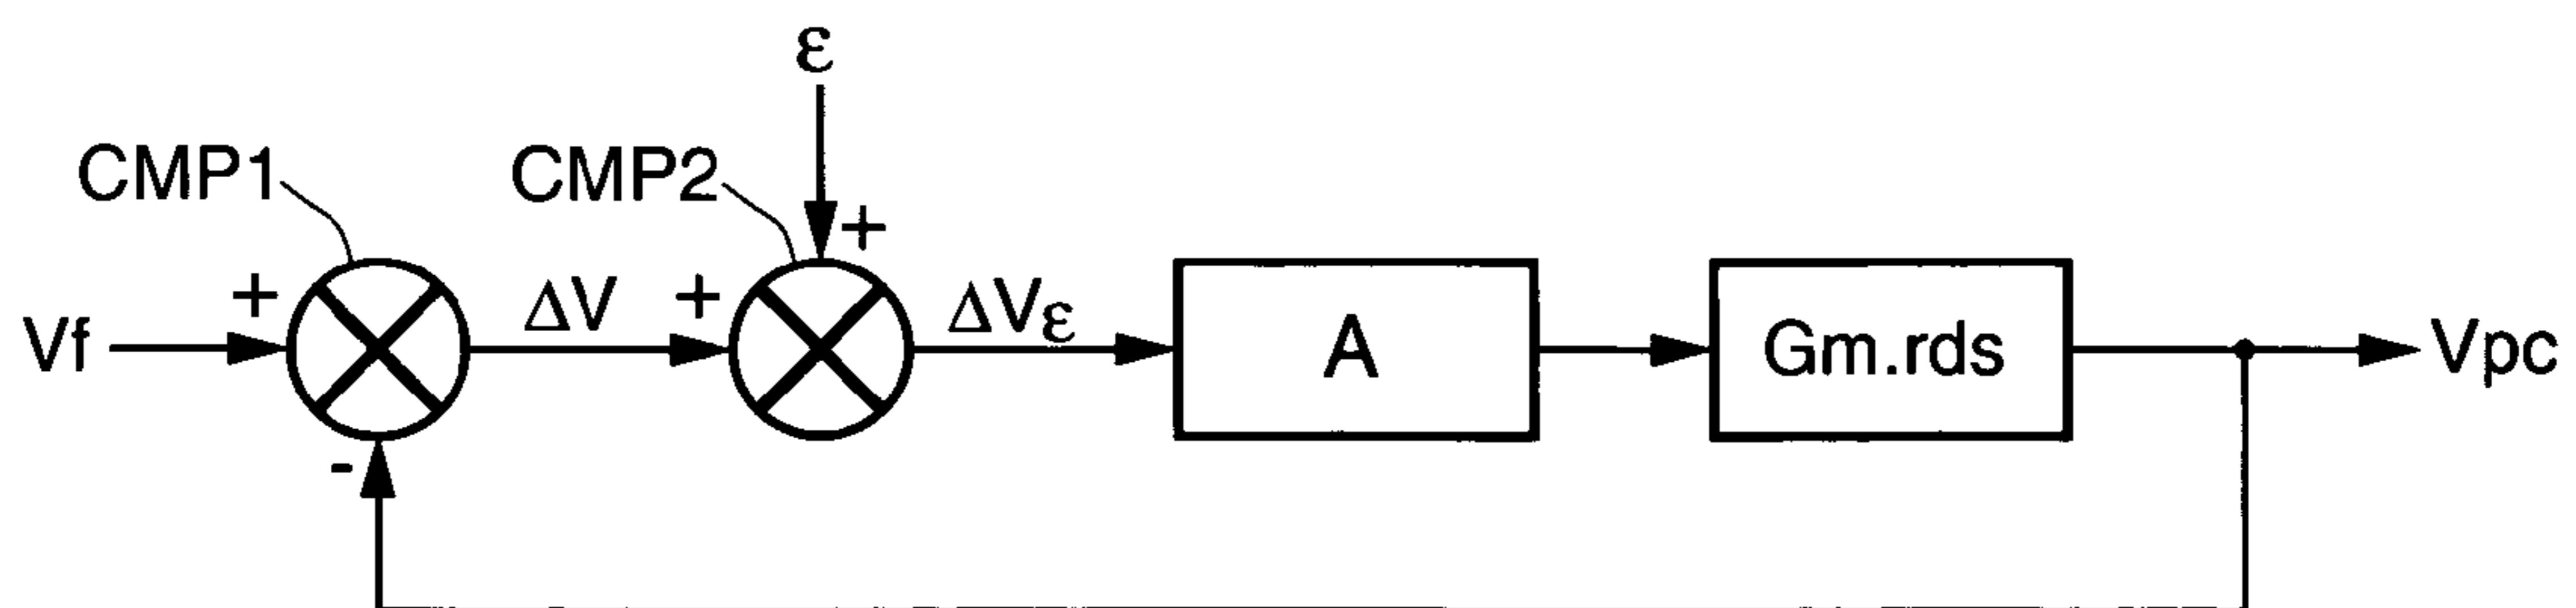 ε
CMP1
CMP2
+
+
ΔV
+
ΔVε
Vf
A
Gm.rds
Vpc
-